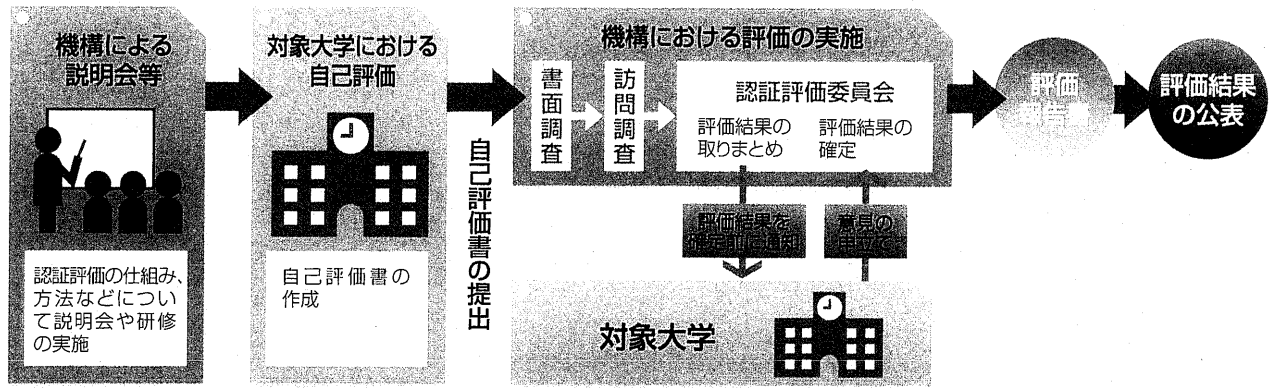 機構による
説明会等
認証評価の仕組み、
方法などについ
て説明会や研修
の実施
対象大学における
自己評価
自己評価書の
作成
自己評価書の提出
機構における評価の実施
書面調査
訪問調査
認証評価委員会
評価結果の
取りまとめ
評価結果の
確定
評価結果を
確定前に通知
意見の
申立て
対象大学
評価
報告書
評価結果
の公表